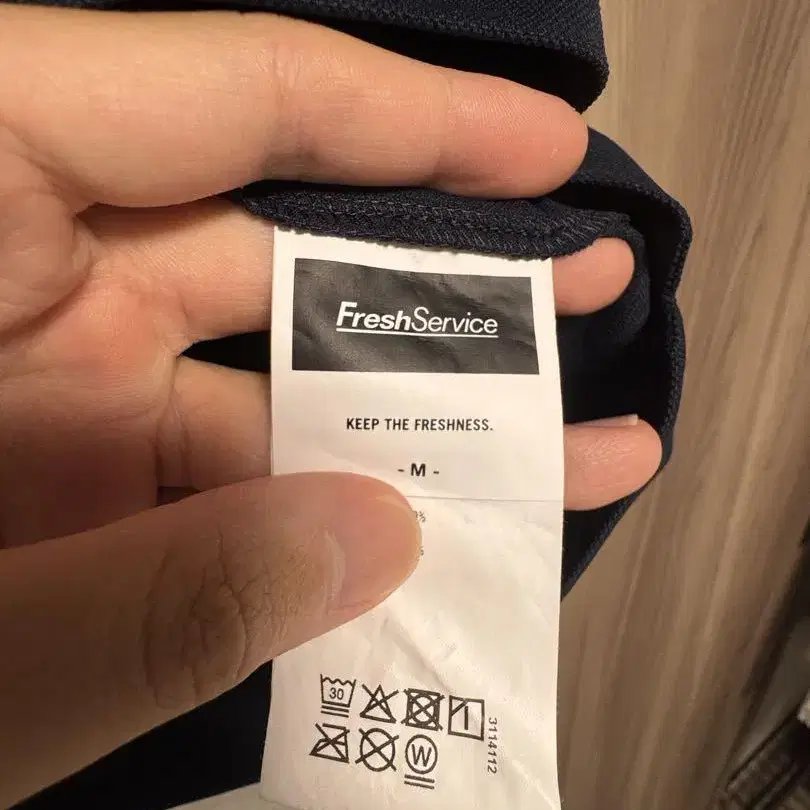 FreshService
KEEP THE FRESHNESS.
- M -
30
W
3114112